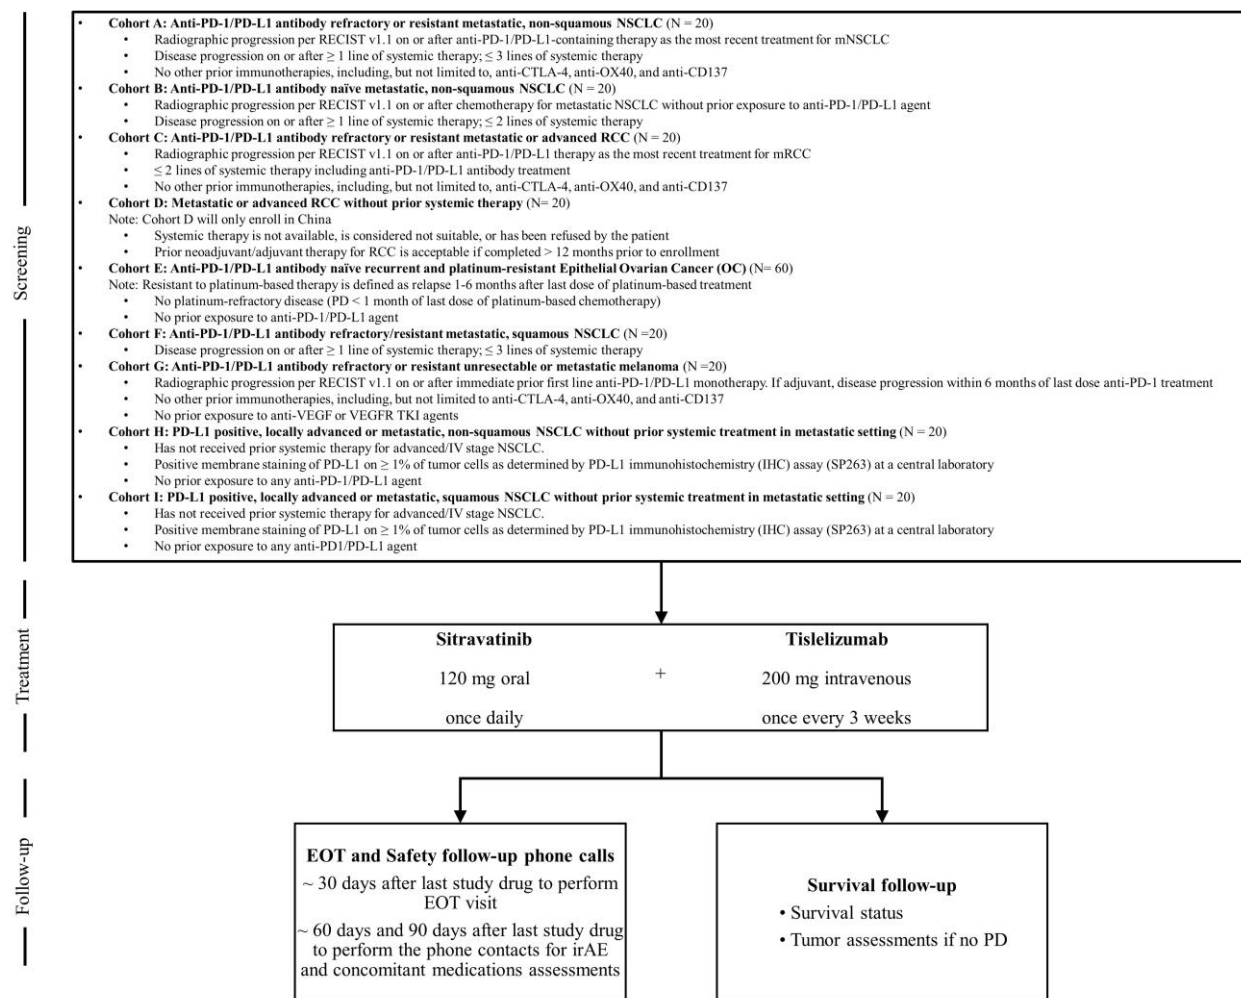 • Cohort A: Anti-PD-1/PD-L1 antibody refractory or resistant metastatic, non-squamous NSCLC (N = 20)
• Radiographic progression per RECIST v1.1 on or after anti-PD-1/PD-L1-containing therapy as the most recent treatment for mNSCLC
• Disease progression on or after ≥ 1 line of systemic therapy; ≤ 3 lines of systemic therapy
• No other prior immunotherapies, including, but not limited to, anti-CTLA-4, anti-OX40, and anti-CD137
• Cohort B: Anti-PD-1/PD-L1 antibody naïve metastatic, non-squamous NSCLC (N = 20)
• Radiographic progression per RECIST v1.1 on or after chemotherapy for metastatic NSCLC without prior exposure to anti-PD-1/PD-L1 agent
• Disease progression on or after ≥ 1 line of systemic therapy; ≤ 2 lines of systemic therapy
• Cohort C: Anti-PD-1/PD-L1 antibody refractory or resistant metastatic or advanced RCC (N = 20)
• Radiographic progression per RECIST v1.1 on or after anti-PD-1/PD-L1 therapy as the most recent treatment for mRCC
• ≤ 2 lines of systemic therapy including anti-PD-1/PD-L1 antibody treatment
• No other prior immunotherapies, including, but not limited to, anti-CTLA-4, anti-OX40, and anti-CD137
• Cohort D: Metastatic or advanced RCC without prior systemic therapy (N= 20)
Note: Cohort D will only enroll in China
• Systemic therapy is not available, is considered not suitable, or has been refused by the patient
• Prior neoadjuvant/adjuvant therapy for RCC is acceptable if completed > 12 months prior to enrollment
• Cohort E: Anti-PD-1/PD-L1 antibody naïve recurrent and platinum-resistant Epithelial Ovarian Cancer (OC) (N= 60)
Note: Resistant to platinum-based therapy is defined as relapse 1-6 months after last dose of platinum-based treatment
• No platinum-refractory disease (PD < 1 month of last dose of platinum-based chemotherapy)
• No prior exposure to anti-PD-1/PD-L1 agent
• Cohort F: Anti-PD-1/PD-L1 antibody refractory/resistant metastatic, squamous NSCLC (N =20)
• Disease progression on or after ≥ 1 line of systemic therapy; ≤ 3 lines of systemic therapy
• Cohort G: Anti-PD-1/PD-L1 antibody refractory or resistant unresectable or metastatic melanoma (N =20)
• Radiographic progression per RECIST v1.1 on or after immediate prior first line anti-PD-1/PD-L1 monotherapy. If adjuvant, disease progression within 6 months of last dose anti-PD-1 treatment
• No other prior immunotherapies, including, but not limited to anti-CTLA-4, anti-OX40, and anti-CD137
• No prior exposure to anti-VEGF or VEGFR TKI agents
• Cohort H: PD-L1 positive, locally advanced or metastatic, non-squamous NSCLC without prior systemic treatment in metastatic setting (N = 20)
• Has not received prior systemic therapy for advanced/IV stage NSCLC.
• Positive membrane staining of PD-L1 on ≥ 1% of tumor cells as determined by PD-L1 immunohistochemistry (IHC) assay (SP263) at a central laboratory
• No prior exposure to any anti-PD-1/PD-L1 agent
• Cohort I: PD-L1 positive, locally advanced or metastatic, squamous NSCLC without prior systemic treatment in metastatic setting (N = 20)
• Has not received prior systemic therapy for advanced/IV stage NSCLC.
• Positive membrane staining of PD-L1 on ≥ 1% of tumor cells as determined by PD-L1 immunohistochemistry (IHC) assay (SP263) at a central laboratory
• No prior exposure to any anti-PD1/PD-L1 agent
Screening
Treatment
Sitravatinib
120 mg oral
once daily
+
Tislelizumab
200 mg intravenous
once every 3 weeks
Follow-up
EOT and Safety follow-up phone calls
~ 30 days after last study drug to perform
EOT visit
~ 60 days and 90 days after last study drug
to perform the phone contacts for irAE
and concomitant medications assessments
Survival follow-up
• Survival status
• Tumor assessments if no PD